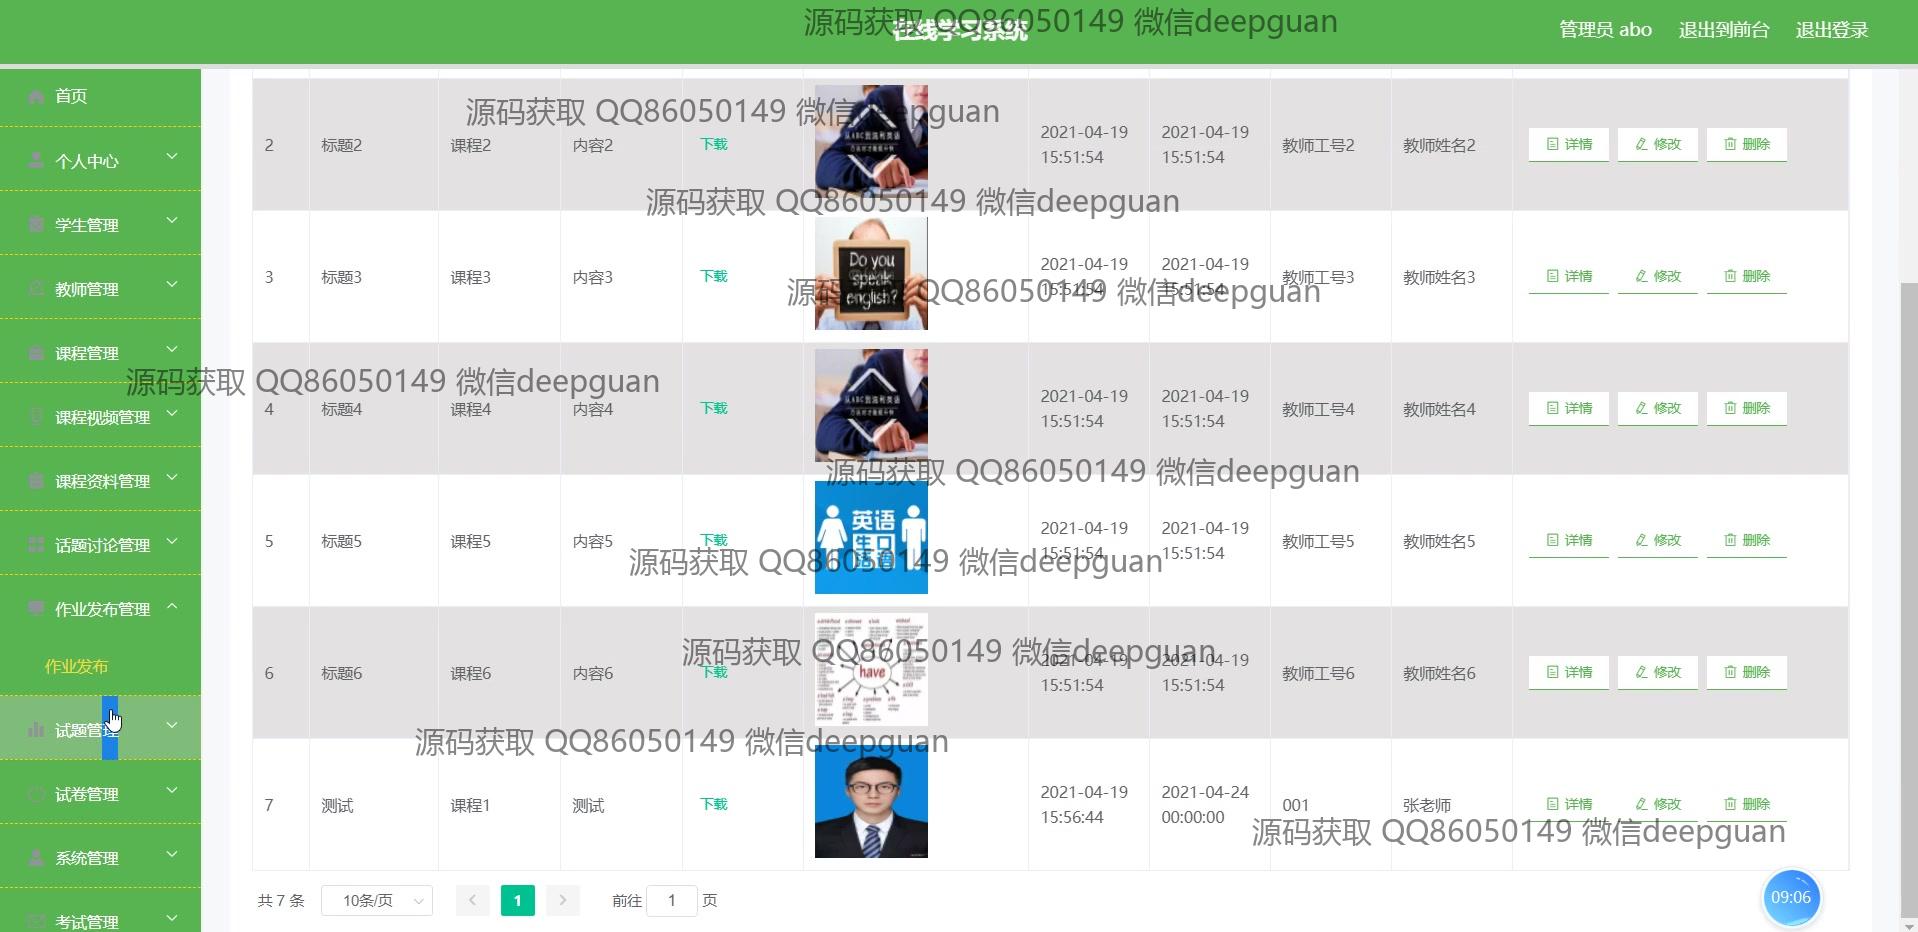 在线学习系统
源码获取 QQ86050149 微信deepguan
管理员 abo 退出到前台 退出登录
首页
个人中心
学生管理
教师管理
课程管理
课程视频管理
课程资料管理
话题讨论管理
作业发布管理
作业发布
试题管理
试卷管理
系统管理
考试管理
源码获取 QQ86050149 微信deepguan
2 标题2 课程2 内容2 下载 2021-04-19 15:51:54 2021-04-19 15:51:54 教师工号2 教师姓名2 详情 修改 删除
从ABC到流利英语
源码获取 QQ86050149 微信deepguan
3 标题3 课程3 内容3 下载 2021-04-19 15:51:54 2021-04-19 15:51:54 教师工号3 教师姓名3 详情 修改 删除
Do you
speak
english?
源码获取 QQ86050149 微信deepguan
源码获取 QQ86050149 微信deepguan
4 标题4 课程4 内容4 下载 2021-04-19 15:51:54 2021-04-19 15:51:54 教师工号4 教师姓名4 详情 修改 删除
从ABC到流利英语
源码获取 QQ86050149 微信deepguan
5 标题5 课程5 内容5 下载 2021-04-19 15:51:54 2021-04-19 15:51:54 教师工号5 教师姓名5 详情 修改 删除
英语
生口
活语
源码获取 QQ86050149 微信deepguan
源码获取 QQ86050149 微信deepguan
6 标题6 课程6 内容6 下载 2021-04-19 15:51:54 2021-04-19 15:51:54 教师工号6 教师姓名6 详情 修改 删除
have
源码获取 QQ86050149 微信deepguan
7 测试 课程1 测试 下载 2021-04-19 15:56:44 2021-04-24 00:00:00 001 张老师 详情 修改 删除
源码获取 QQ86050149 微信deepguan
共 7 条 10条/页 1 前往 1 页
09:06